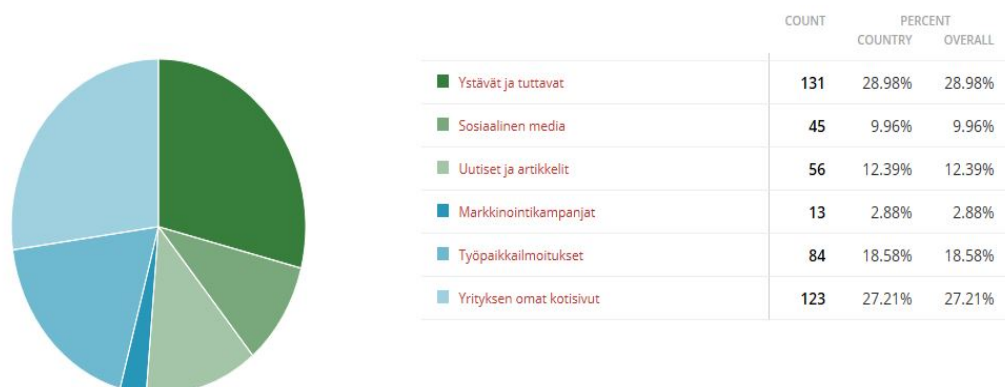 COUNT PERCENT
COUNTRY OVERALL
Ystävät ja tuttavat 131 28.98% 28.98%
Sosiaalinen media 45 9.96% 9.96%
Uutiset ja artikkelit 56 12.39% 12.39%
Markkinointikampanjat 13 2.88% 2.88%
Työpaikkailmoitukset 84 18.58% 18.58%
Yrityksen omat kotisivut 123 27.21% 27.21%